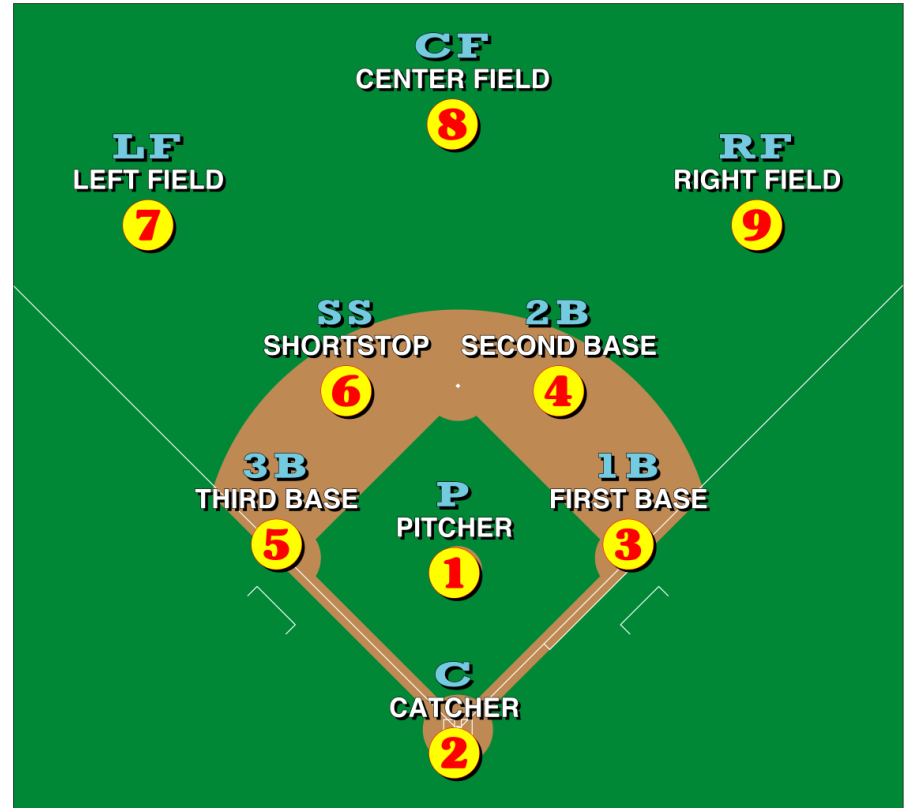 CF
CENTER FIELD
8
LF
LEFT FIELD
7
RF
RIGHT FIELD
9
SS
SHORTSTOP
6
2B
SECOND BASE
4
3B
THIRD BASE
5
P
PITCHER
1
1B
FIRST BASE
3
C
CATCHER
2